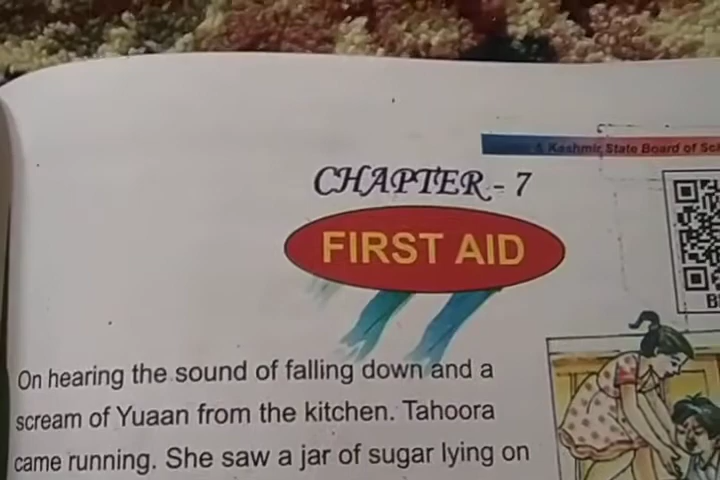 & Kashmir State Board of
CHAPTER - 7
FIRST AID
On hearing the sound of falling down and a
scream of Yuaan from the kitchen. Tahoora
came running. She saw a jar of sugar lying on